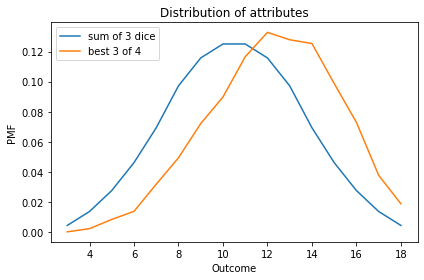 Distribution of attributes
sum of 3 dice
best 3 of 4
PMF
0.12
0.10
0.08
0.06
0.04
0.02
0.00
4 6 8 10 12 14 16 18
Outcome